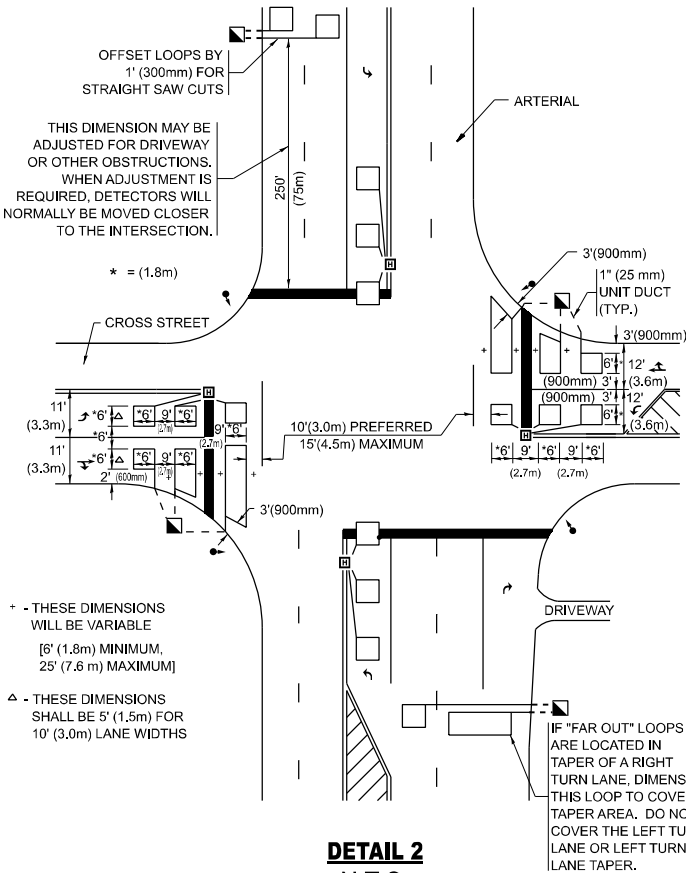 OFFSET LOOPS BY
1' (300mm) FOR
STRAIGHT SAW CUTS
ARTERIAL
THIS DIMENSION MAY BE
ADJUSTED FOR DRIVEWAY
OR OTHER OBSTRUCTIONS.
WHEN ADJUSTMENT IS
REQUIRED, DETECTORS WILL
NORMALLY BE MOVED CLOSER
TO THE INTERSECTION.
250'
(75m)
* = (1.8m)
H
3'(900mm)
1" (25 mm)
UNIT DUCT
(TYP.)
CROSS STREET
3'(900mm)
6'
12'
(900mm) 3'
(3.6m)
(900mm) 3'
12'
6'
(3.6m)
H
*6' 9' *6' 9' *6'
(2.7m) (2.7m)
H
11'
(3.3m)
*6'
△
*6' 9' *6'
(2.7m)
9' *6'
(2.7m)
*6'
11'
(3.3m)
*6'
△
*6' 9' *6'
(2.7m)
2' (600mm)
10'(3.0m) PREFERRED
15'(4.5m) MAXIMUM
3'(900mm)
H
+ - THESE DIMENSIONS
WILL BE VARIABLE
[6' (1.8m) MINIMUM,
25' (7.6 m) MAXIMUM]
△ - THESE DIMENSIONS
SHALL BE 5' (1.5m) FOR
10' (3.0m) LANE WIDTHS
DRIVEWAY
IF "FAR OUT" LOOPS
ARE LOCATED IN
TAPER OF A RIGHT
TURN LANE, DIMENS
THIS LOOP TO COVE
TAPER AREA. DO NO
COVER THE LEFT TU
LANE OR LEFT TURN
LANE TAPER.
DETAIL 2